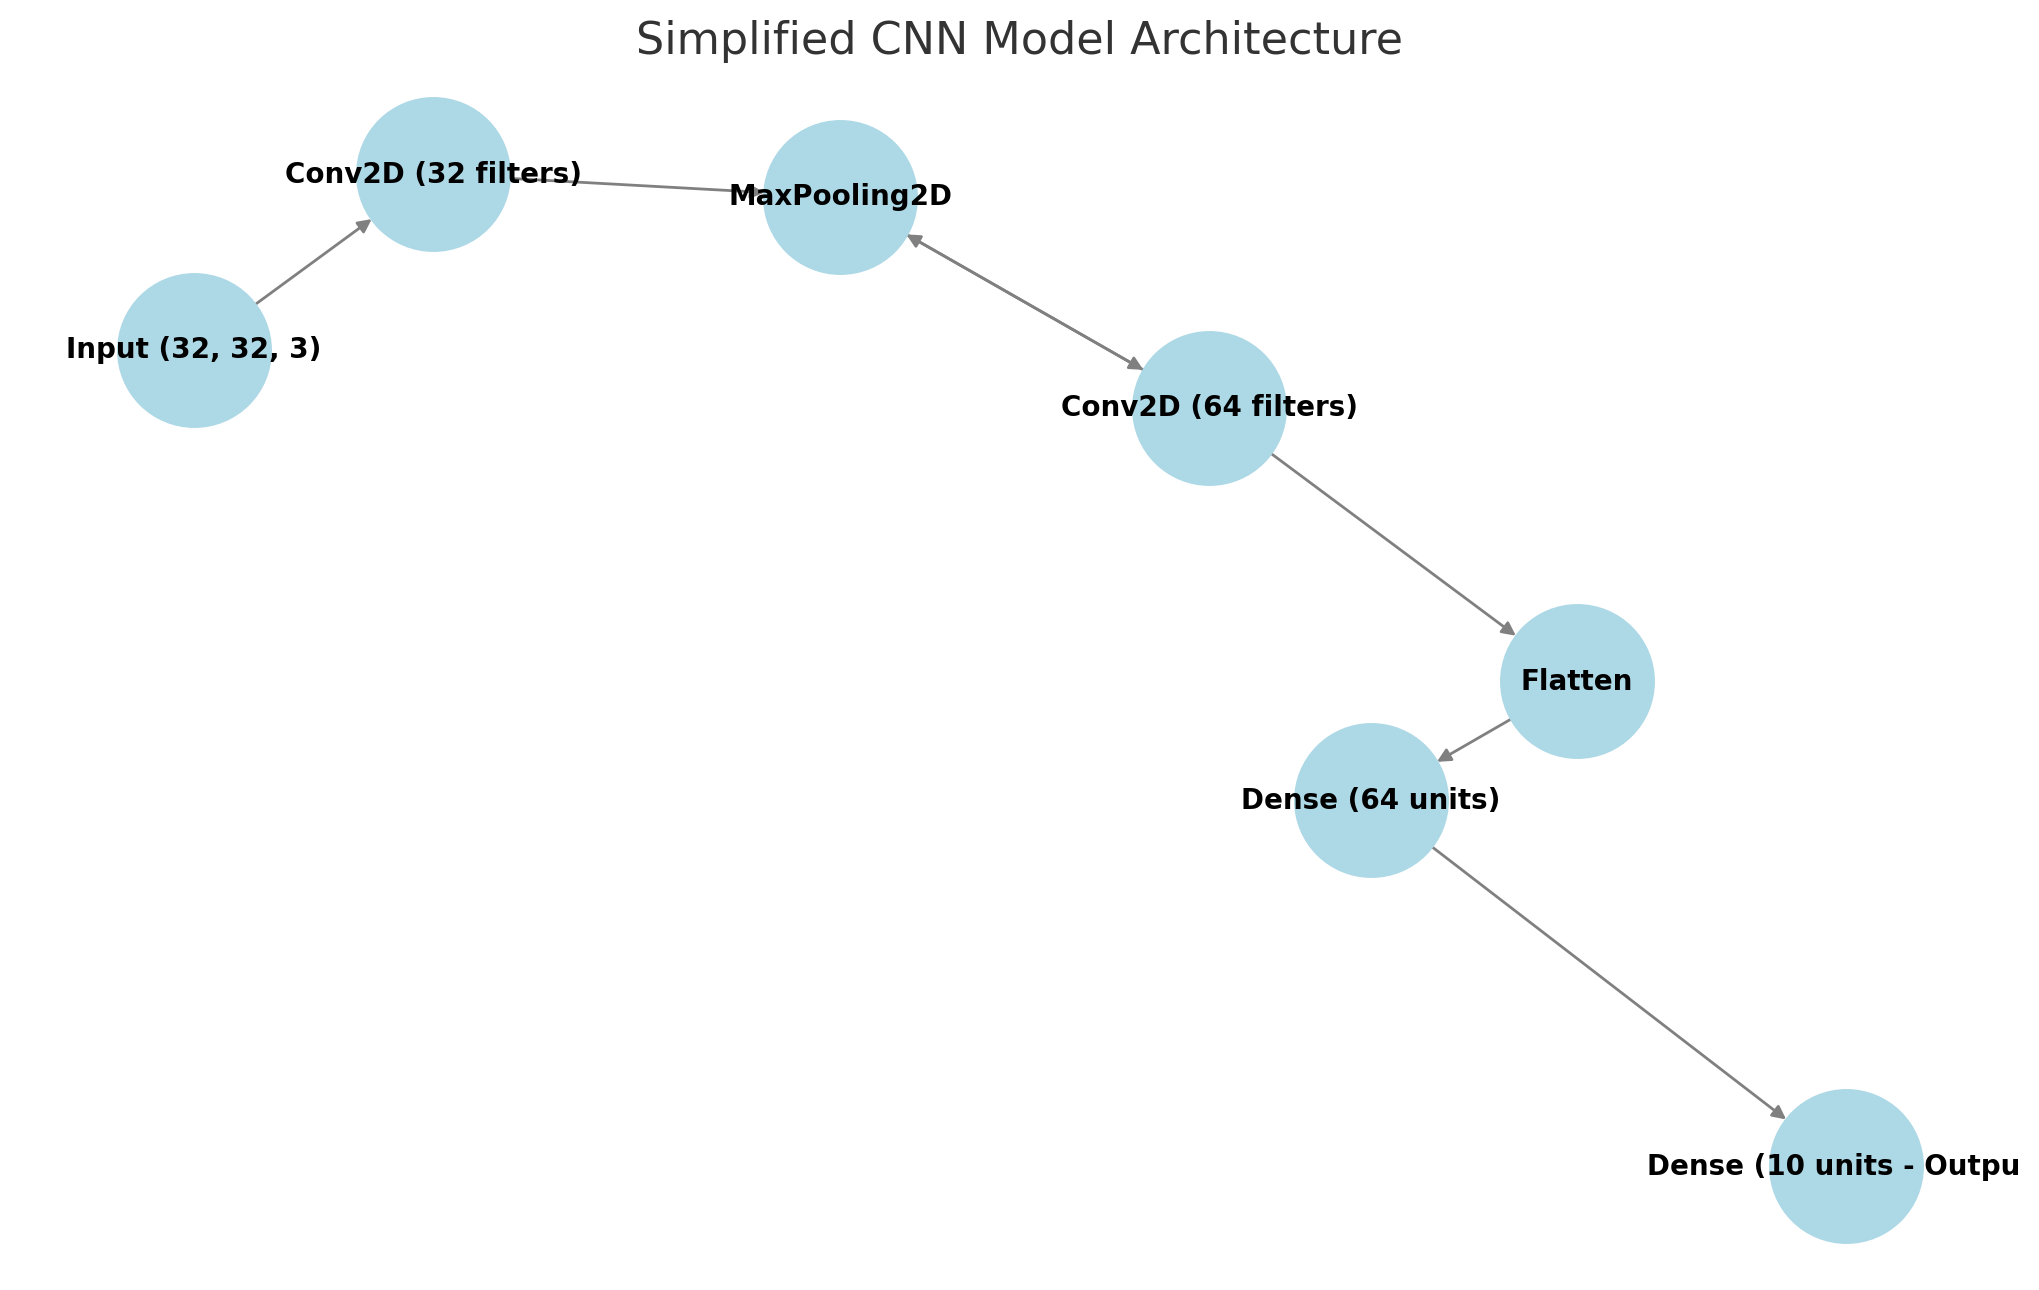 Simplified CNN Model Architecture
Conv2D (32 filters)
MaxPooling2D
Input (32, 32, 3)
Conv2D (64 filters)
Flatten
Dense (64 units)
Dense (10 units - Outpu